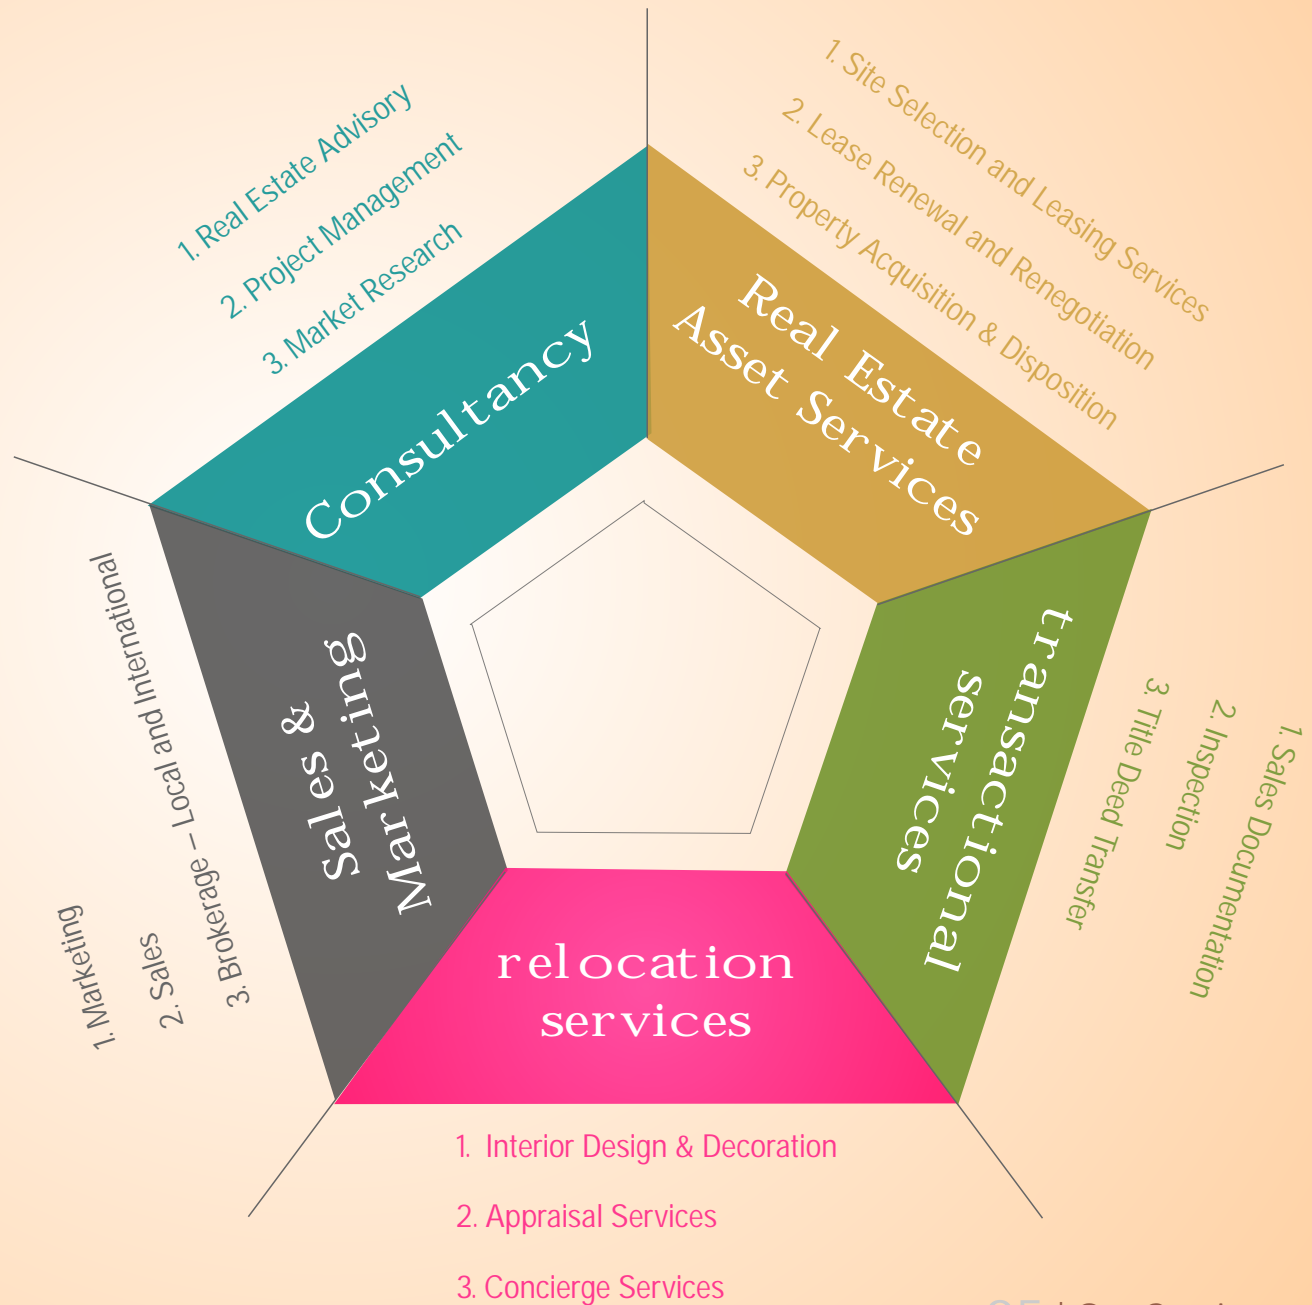 1. Real Estate Advisory
2. Project Management
3. Market Research
Consultancy
1. Site Selection and Leasing Services
2. Lease Renewal and Renegotiation
3. Property Acquisition & Disposition
Real Estate
Asset Services
transactional
services
1. Sales Documentation
2. Inspection
3. Title Deed Transfer
relocation
services
1. Interior Design & Decoration
2. Appraisal Services
3. Concierge Services
Sales &
Marketing
1. Marketing
2. Sales
3. Brokerage – Local and International